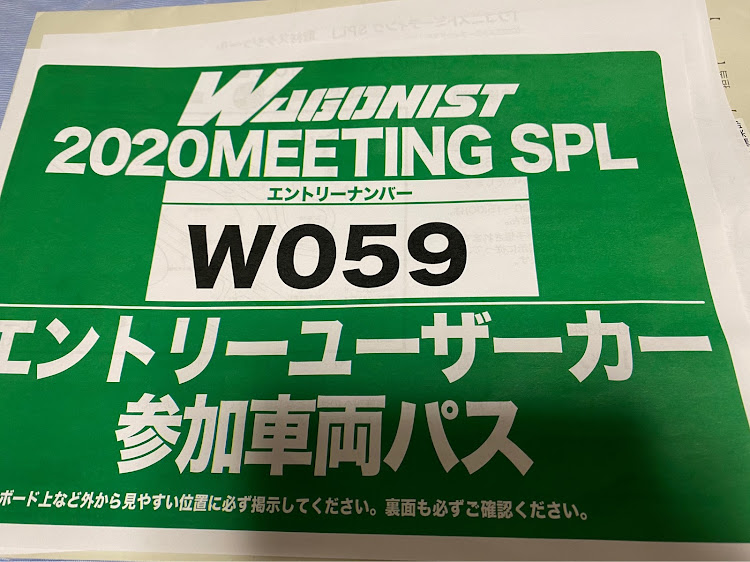 WAGONIST
2020MEETING SPL
エントリーナンバー
W059
エントリーユーザーカー
参加車両パス
ボード上など外から見やすい位置に必ず掲示してください。裏面も必ずご確認ください。